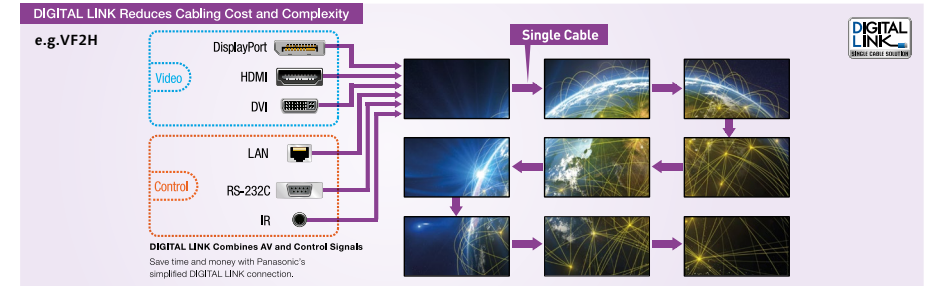 DIGITAL LINK Reduces Cabling Cost and Complexity
e.g.VF2H
DisplayPort
HDMI
DVI
Video
LAN
RS-232C
IR
Control
Single Cable
DIGITAL
LINK
SINGLE CABLE SOLUTION
DIGITAL LINK Combines AV and Control Signals
Save time and money with Panasonic's
simplified DIGITAL LINK connection.